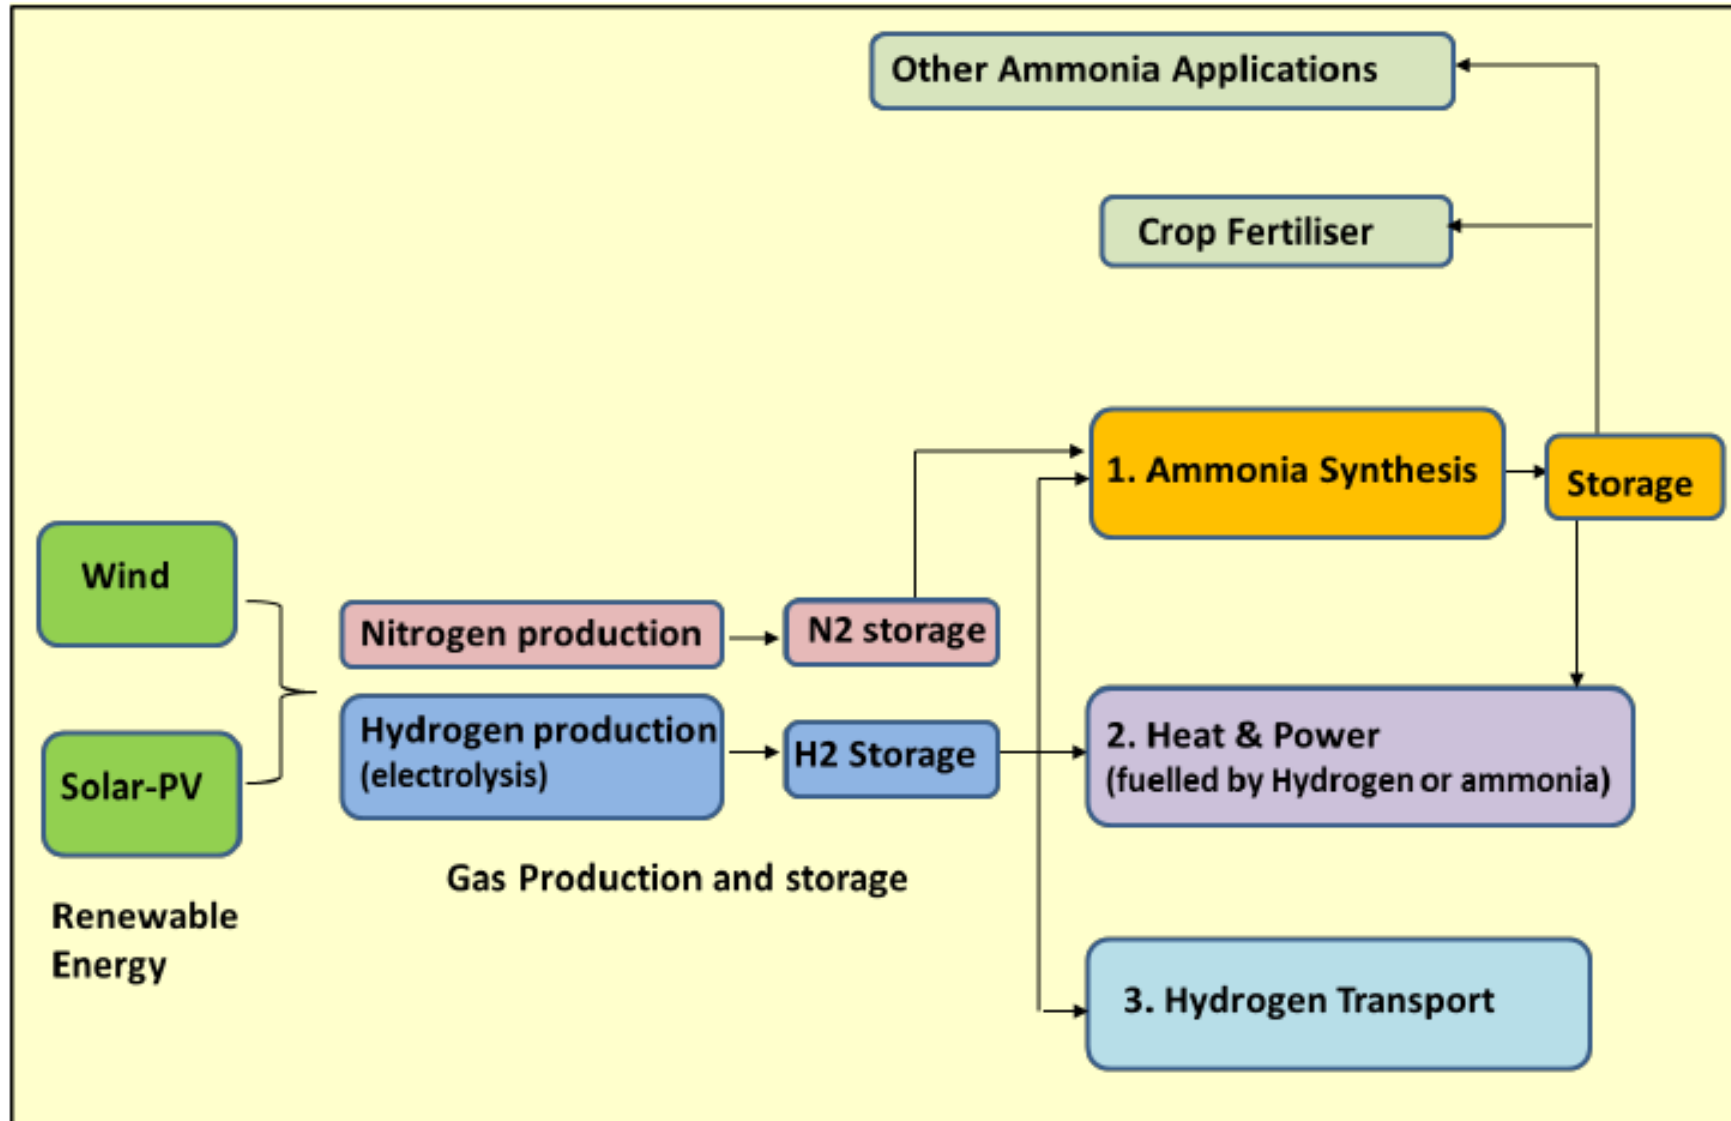 Other Ammonia Applications
Crop Fertiliser
1. Ammonia Synthesis
Storage
Wind
Nitrogen production
N2 storage
Hydrogen production
(electrolysis)
H2 Storage
2. Heat & Power
(fuelled by Hydrogen or ammonia)
Solar-PV
Gas Production and storage
Renewable
Energy
3. Hydrogen Transport